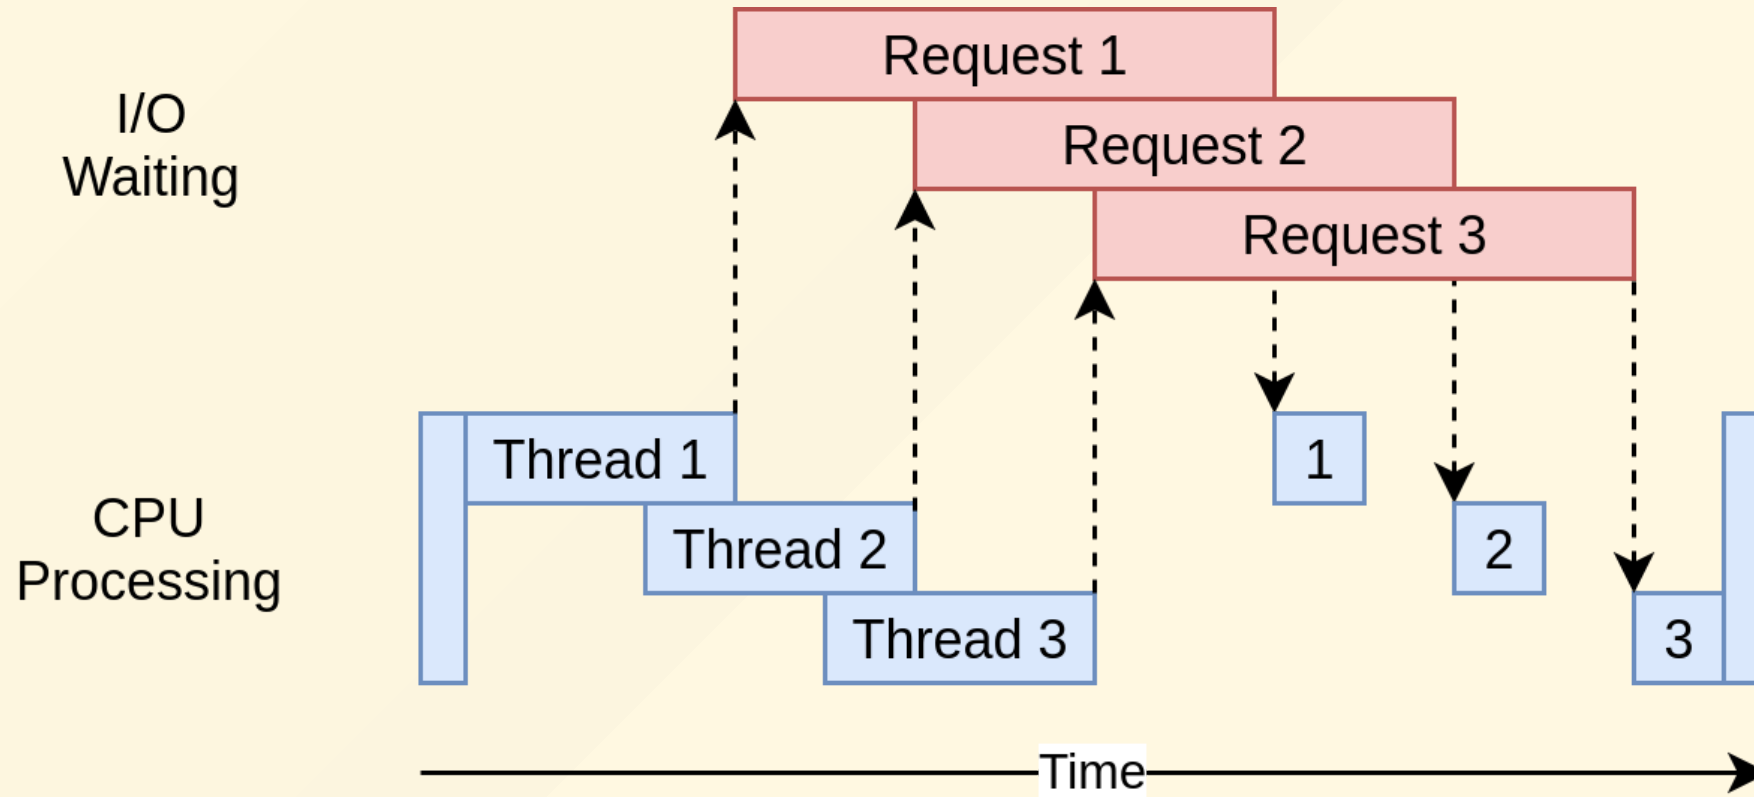 Request 1
I/O
Waiting
Request 2
Request 3
Thread 1
1
CPU
Processing
Thread 2
2
Thread 3
3
Time